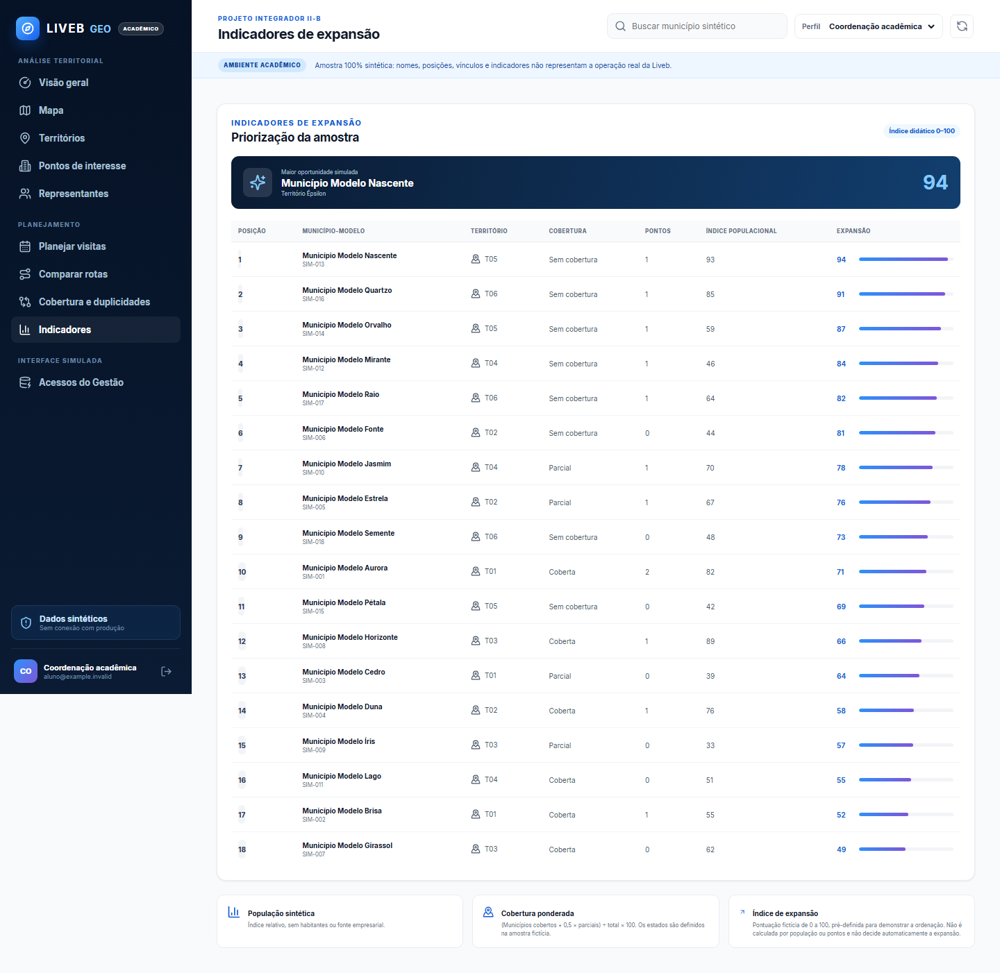 LIVEB GEO ACADÊMICO
ANÁLISE TERRITORIAL
Visão geral
Mapa
Territórios
Pontos de interesse
Representantes
PLANEJAMENTO
Planejar visitas
Comparar rotas
Cobertura e duplicidades
Indicadores
INTERFACE SIMULADA
Acessos do Gestão
Dados sintéticos
Sem conexão com produção
CO
Coordenação acadêmica
aluno@example.invalid
PROJETO INTEGRADOR II-B
Indicadores de expansão
Buscar município sintético
Perfil Coordenação acadêmica
AMBIENTE ACADÊMICO Amostra 100% sintética: nomes, posições, vínculos e indicadores não representam a operação real da Liveb.
INDICADORES DE EXPANSÃO
Priorização da amostra
Índice didático 0–100
Maior oportunidade simulada
Município Modelo Nascente
Território Épsilon
94
POSIÇÃO MUNICÍPIO-MODELO TERRITÓRIO COBERTURA PONTOS ÍNDICE POPULACIONAL EXPANSÃO
1 Município Modelo Nascente T05 Sem cobertura 1 93 94
SIM-013
2 Município Modelo Quartzo T06 Sem cobertura 1 85 91
SIM-016
3 Município Modelo Orvalho T05 Sem cobertura 1 59 87
SIM-014
4 Município Modelo Mirante T04 Sem cobertura 1 46 84
SIM-012
5 Município Modelo Raio T06 Sem cobertura 1 64 82
SIM-017
6 Município Modelo Fonte T02 Sem cobertura 0 44 81
SIM-006
7 Município Modelo Jasmim T04 Parcial 1 70 78
SIM-010
8 Município Modelo Estrela T02 Parcial 1 67 76
SIM-005
9 Município Modelo Semente T06 Sem cobertura 0 48 73
SIM-018
10 Município Modelo Aurora T01 Coberta 2 82 71
SIM-001
11 Município Modelo Pétala T05 Sem cobertura 0 42 69
SIM-015
12 Município Modelo Horizonte T03 Coberta 1 89 66
SIM-008
13 Município Modelo Cedro T01 Parcial 0 39 64
SIM-003
14 Município Modelo Duna T02 Coberta 1 76 58
SIM-004
15 Município Modelo Íris T03 Parcial 0 33 57
SIM-009
16 Município Modelo Lago T04 Coberta 0 51 55
SIM-011
17 Município Modelo Brisa T01 Coberta 1 55 52
SIM-002
18 Município Modelo Girassol T03 Coberta 0 62 49
SIM-007
População sintética
Índice relativo, sem habitantes ou fonte empresarial.
Cobertura ponderada
(Municípios cobertos + 0,5 × parciais) ÷ total × 100. Os estados são definidos
na amostra fictícia.
Índice de expansão
Pontuação fictícia de 0 a 100, pré-definida para demonstrar a ordenação. Não é
calculada por população ou pontos e não decide automaticamente a expansão.